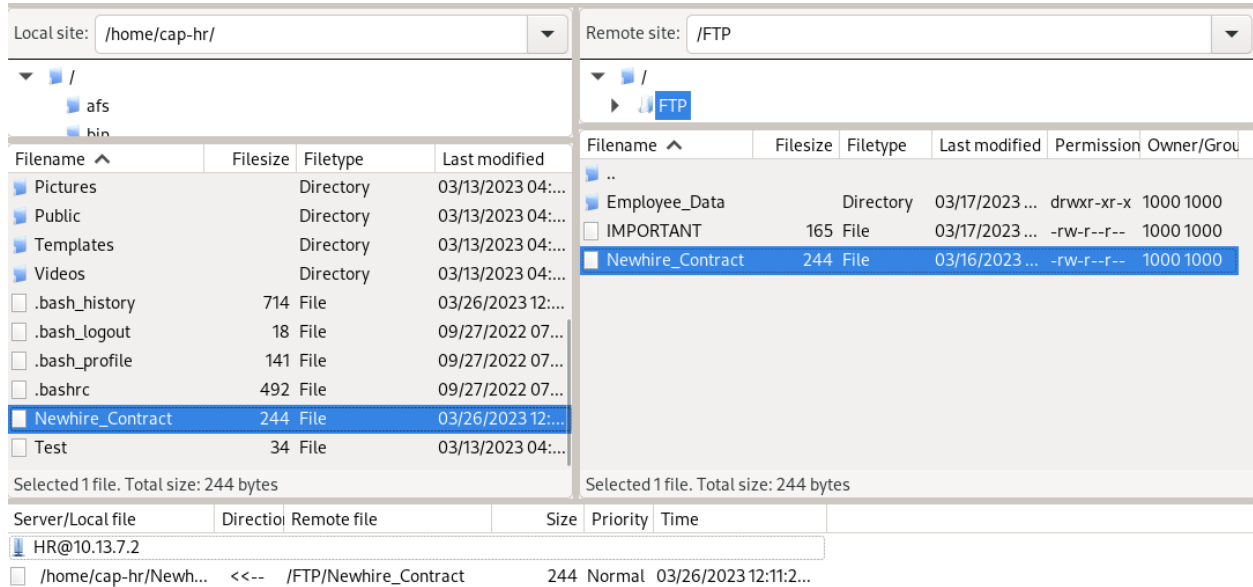 Local site: /home/cap-hr/
/
afs
bin
Filename Filesize Filetype Last modified
Pictures Directory 03/13/2023 04:...
Public Directory 03/13/2023 04:...
Templates Directory 03/13/2023 04:...
Videos Directory 03/13/2023 04:...
.bash_history 714 File 03/26/2023 12:...
.bash_logout 18 File 09/27/2022 07...
.bash_profile 141 File 09/27/2022 07...
.bashrc 492 File 09/27/2022 07...
Newhire_Contract 244 File 03/26/2023 12:...
Test 34 File 03/13/2023 04:...
Selected 1 file. Total size: 244 bytes
Remote site: /FTP
/
FTP
Filename Filesize Filetype Last modified Permission Owner/Grou
..
Employee_Data Directory 03/17/2023 ... drwxr-xr-x 1000 1000
IMPORTANT 165 File 03/17/2023 ... -rw-r--r-- 1000 1000
Newhire_Contract 244 File 03/16/2023 ... -rw-r--r-- 1000 1000
Selected 1 file. Total size: 244 bytes
Server/Local file Direction Remote file Size Priority Time
HR@10.13.7.2
/home/cap-hr/Newh... <<-- /FTP/Newhire_Contract 244 Normal 03/26/2023 12:11:2...